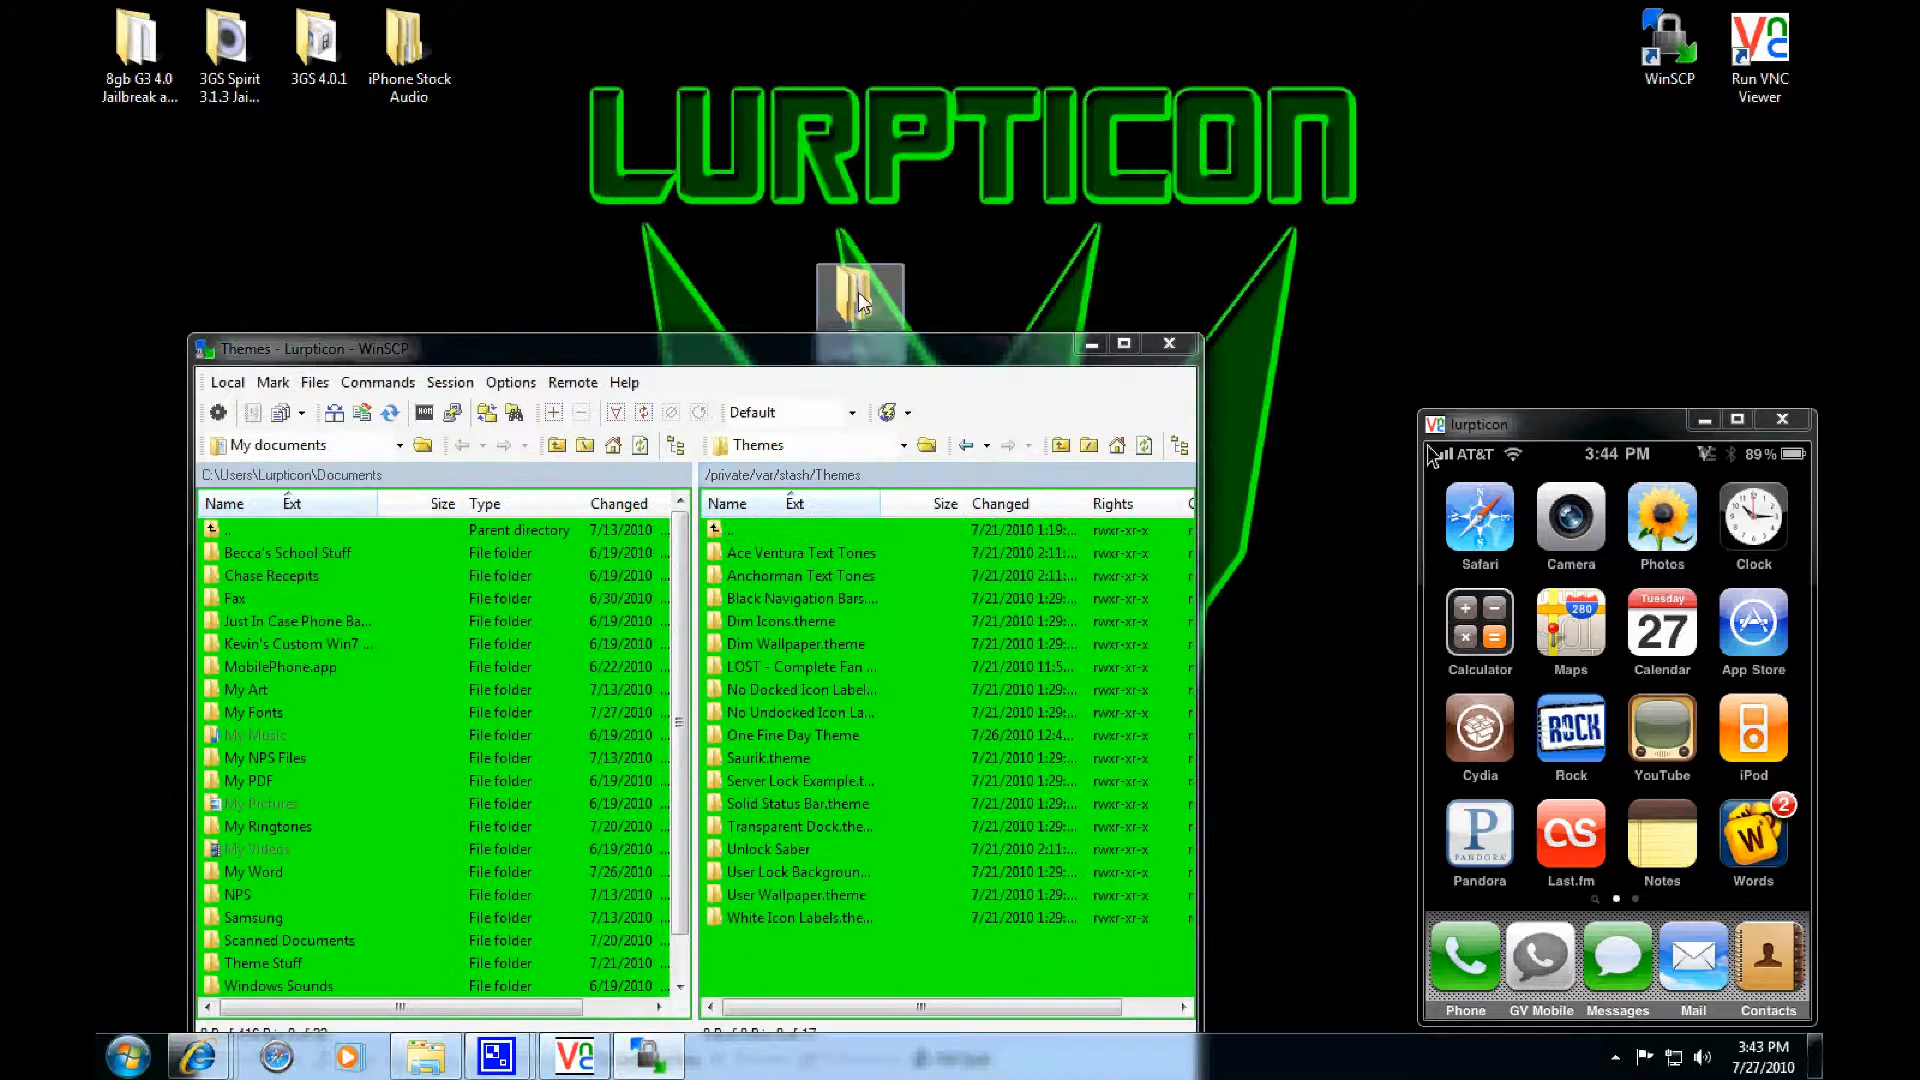 8gb G3 4.0
Jailbreak a...
3GS Spirit
3.1.3 Jai...
3GS 4.0.1
iPhone Stock
Audio
WinSCP
Run VNC
Viewer
LURPTICON
Themes - Lurpticon - WinSCP
Local Mark Files Commands Session Options Remote Help
Default
My documents
Themes
C:\Users\Lurpticon\Documents
/private/var/stash/Themes
Name Ext Size Type Changed
.. Parent directory 7/13/2010 ...
Becca's School Stuff File folder 6/19/2010 ...
Chase Recepits File folder 6/19/2010 ...
Fax File folder 6/30/2010 ...
Just In Case Phone Ba... File folder 6/19/2010 ...
Kevin's Custom Win7 ... File folder 6/19/2010 ...
MobilePhone.app File folder 6/22/2010 ...
My Art File folder 7/13/2010 ...
My Fonts File folder 7/27/2010 ...
My Music File folder 6/19/2010 ...
My NPS Files File folder 7/13/2010 ...
My PDF File folder 6/19/2010 ...
My Pictures File folder 6/19/2010 ...
My Ringtones File folder 7/20/2010 ...
My Videos File folder 6/19/2010 ...
My Word File folder 7/26/2010 ...
NPS File folder 7/13/2010 ...
Samsung File folder 7/13/2010 ...
Scanned Documents File folder 7/20/2010 ...
Theme Stuff File folder 7/21/2010 ...
Windows Sounds File folder 6/19/2010 ...
Name Ext Size Changed Rights
.. 7/21/2010 1:19:... rwxr-xr-x r
Ace Ventura Text Tones 7/21/2010 2:11:... rwxr-xr-x r
Anchorman Text Tones 7/21/2010 2:11:... rwxr-xr-x r
Black Navigation Bars.... 7/21/2010 1:29:... rwxr-xr-x r
Dim Icons.theme 7/21/2010 1:29:... rwxr-xr-x r
Dim Wallpaper.theme 7/21/2010 1:29:... rwxr-xr-x r
LOST - Complete Fan ... 7/21/2010 11:5... rwxr-xr-x r
No Docked Icon Label... 7/21/2010 1:29:... rwxr-xr-x r
No Undocked Icon La... 7/21/2010 1:29:... rwxr-xr-x r
One Fine Day Theme 7/26/2010 12:4... rwxr-xr-x r
Saurik.theme 7/21/2010 1:29:... rwxr-xr-x r
Server Lock Example.t... 7/21/2010 1:29:... rwxr-xr-x r
Solid Status Bar.theme 7/21/2010 1:29:... rwxr-xr-x r
Transparent Dock.the... 7/21/2010 1:29:... rwxr-xr-x r
Unlock Saber 7/21/2010 2:11:... rwxr-xr-x r
User Lock Backgroun... 7/21/2010 1:29:... rwxr-xr-x r
User Wallpaper.theme 7/21/2010 1:29:... rwxr-xr-x r
White Icon Labels.the... 7/21/2010 1:29:... rwxr-xr-x r
lurpticon
AT&T 3:44 PM 89%
Safari Camera Photos Clock
280
Tuesday
27
Calculator Maps Calendar App Store
ROCK
Cydia Rock YouTube iPod
P
PANDORA
as
W
2
Pandora Last.fm Notes Words
Phone GV Mobile Messages Mail Contacts
3:43 PM
7/27/2010